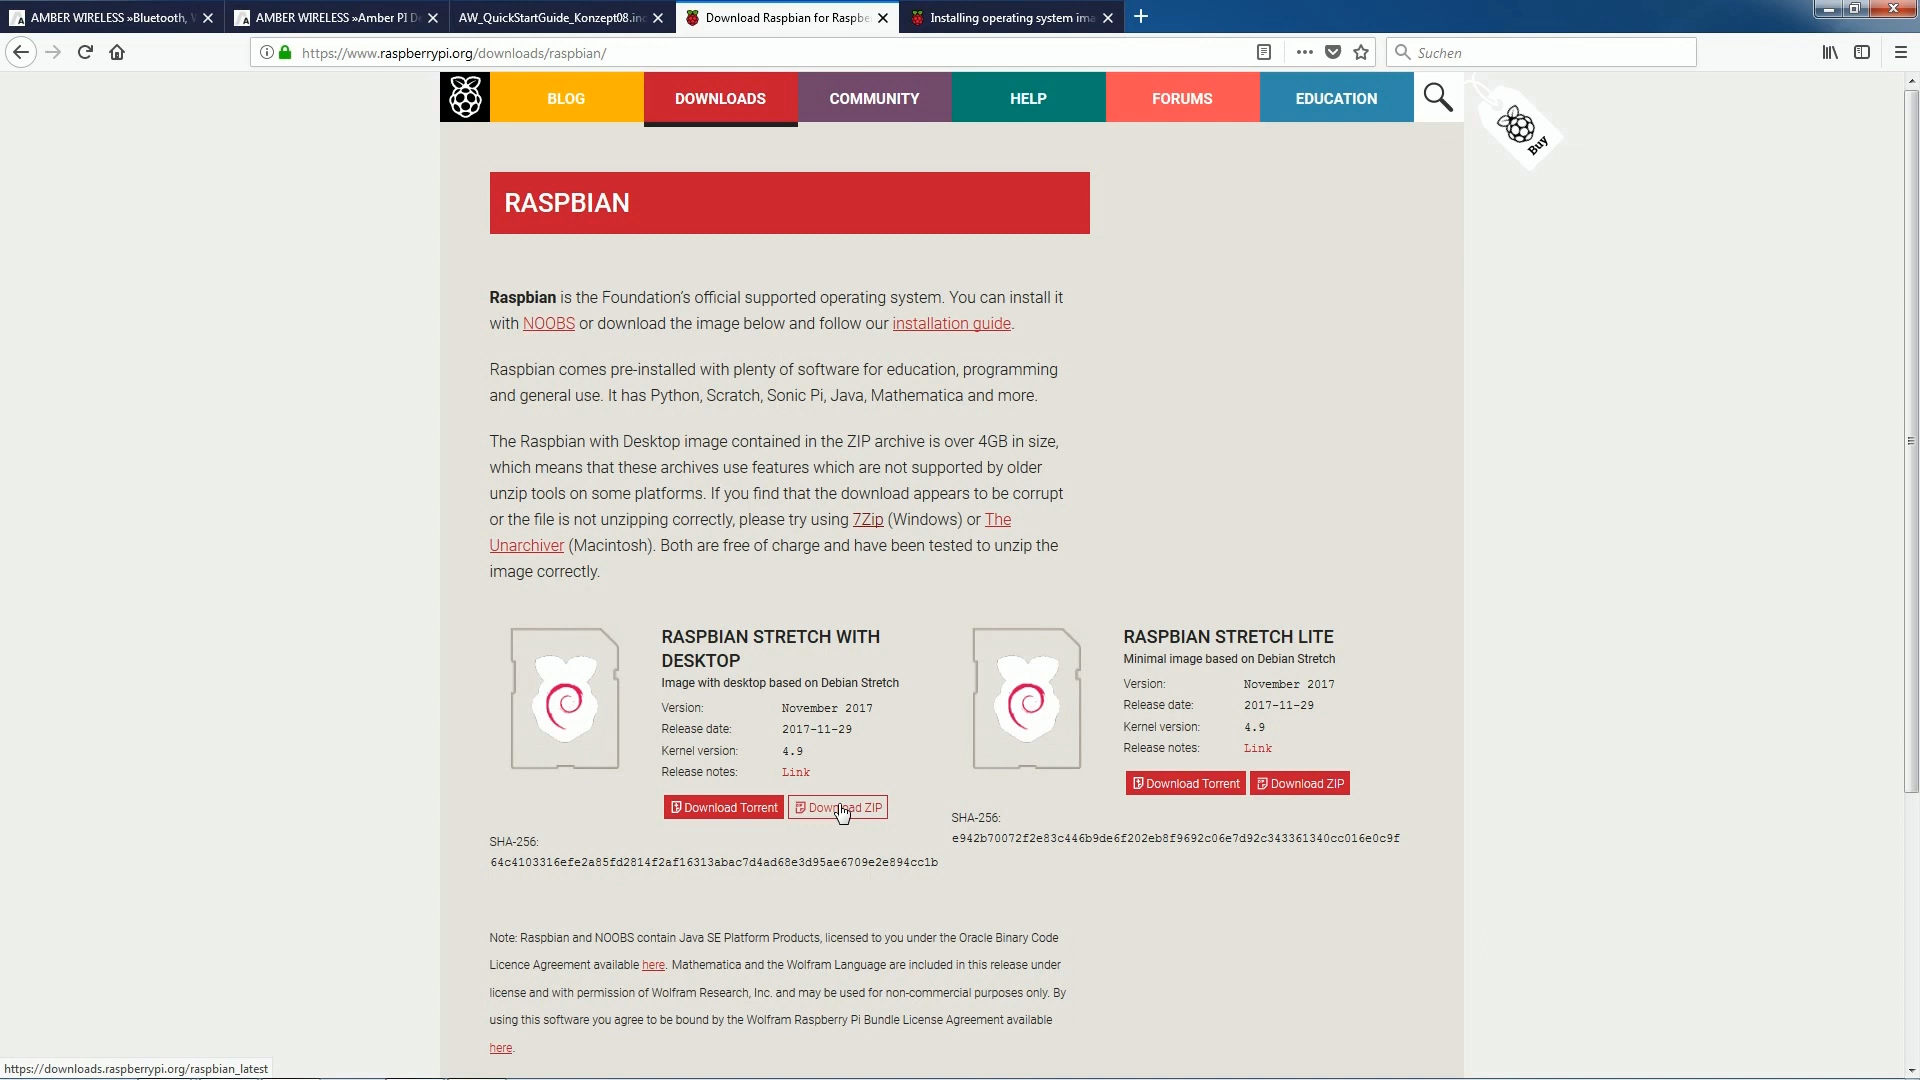 AMBER WIRELESS »Bluetooth, W
AMBER WIRELESS »Amber PI De
AW_QuickStartGuide_Konzept08.ind
Download Raspbian for Raspbe
Installing operating system ima
https://www.raspberrypi.org/downloads/raspbian/
Suchen
BLOG
DOWNLOADS
COMMUNITY
HELP
FORUMS
EDUCATION
Buy
RASPBIAN
Raspbian is the Foundation's official supported operating system. You can install it
with NOOBS or download the image below and follow our installation guide.
Raspbian comes pre-installed with plenty of software for education, programming
and general use. It has Python, Scratch, Sonic Pi, Java, Mathematica and more.
The Raspbian with Desktop image contained in the ZIP archive is over 4GB in size,
which means that these archives use features which are not supported by older
unzip tools on some platforms. If you find that the download appears to be corrupt
or the file is not unzipping correctly, please try using 7Zip (Windows) or The
Unarchiver (Macintosh). Both are free of charge and have been tested to unzip the
image correctly.
RASPBIAN STRETCH WITH
DESKTOP
Image with desktop based on Debian Stretch
Version: November 2017
Release date: 2017-11-29
Kernel version: 4.9
Release notes: Link
Download Torrent
Download ZIP
SHA-256:
64c4103316efe2a85fd2814f2af16313abac7d4ad68e3d95ae6709e2e894cc1b
RASPBIAN STRETCH LITE
Minimal image based on Debian Stretch
Version: November 2017
Release date: 2017-11-29
Kernel version: 4.9
Release notes: Link
Download Torrent
Download ZIP
SHA-256:
e942b70072f2e83c446b9de6f202eb8f9692c06e7d92c343361340cc016e0c9f
Note: Raspbian and NOOBS contain Java SE Platform Products, licensed to you under the Oracle Binary Code
Licence Agreement available here. Mathematica and the Wolfram Language are included in this release under
license and with permission of Wolfram Research, Inc. and may be used for non-commercial purposes only. By
using this software you agree to be bound by the Wolfram Raspberry Pi Bundle License Agreement available
here.
https://downloads.raspberrypi.org/raspbian_latest